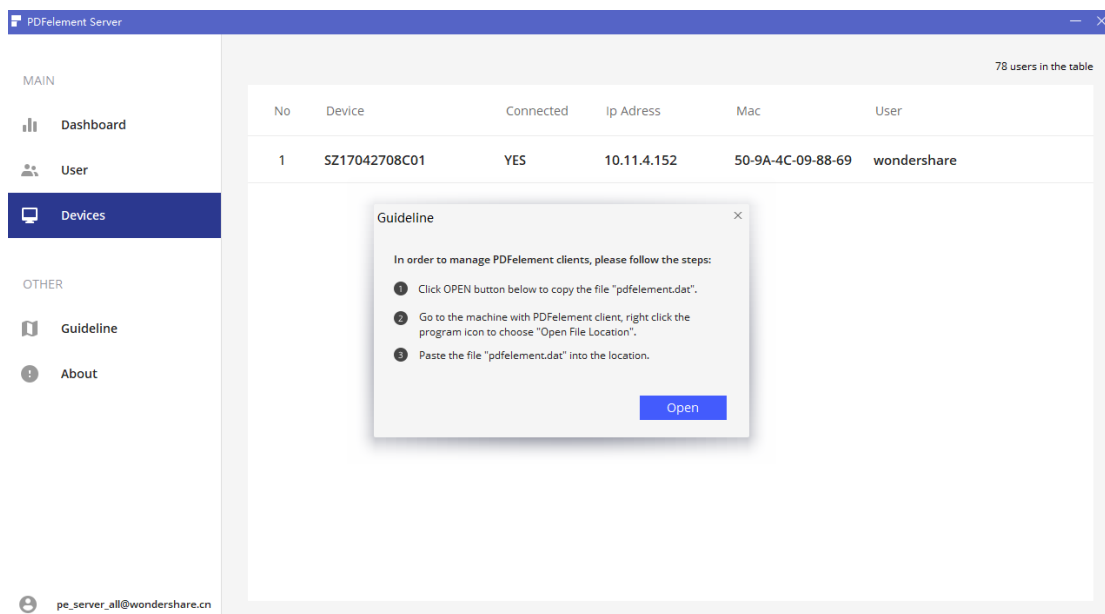 PDFelement Server
78 users in the table
MAIN
Dashboard
User
Devices
OTHER
Guideline
About
pe_server_all@wondershare.cn
No Device Connected Ip Adress Mac User
1 SZ17042708C01 YES 10.11.4.152 50-9A-4C-09-88-69 wondershare
Guideline
In order to manage PDFelement clients, please follow the steps:
1 Click OPEN button below to copy the file "pdfelement.dat".
2 Go to the machine with PDFelement client, right click the
program icon to choose "Open File Location".
3 Paste the file "pdfelement.dat" into the location.
Open